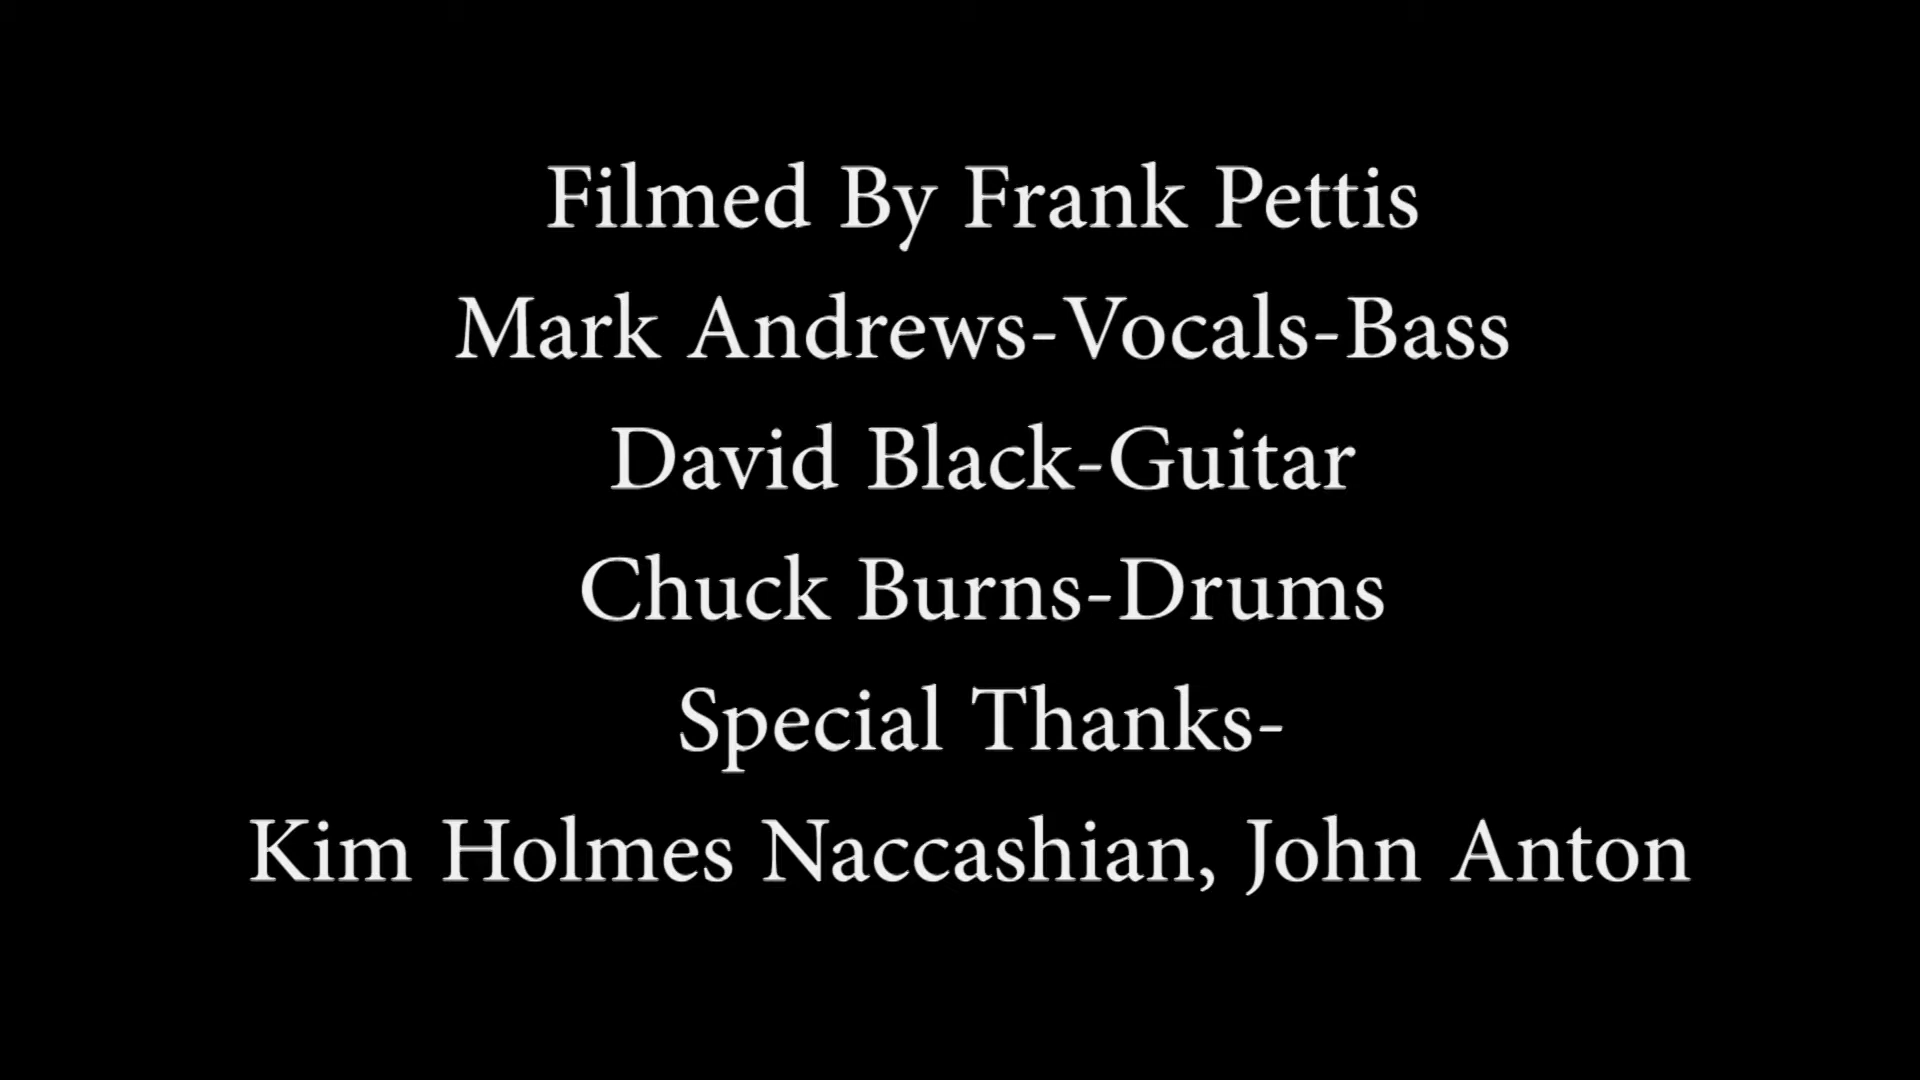 Filmed By Frank Pettis
Mark Andrews-Vocals-Bass
David Black-Guitar
Chuck Burns-Drums
Special Thanks-
Kim Holmes Naccashian, John Anton